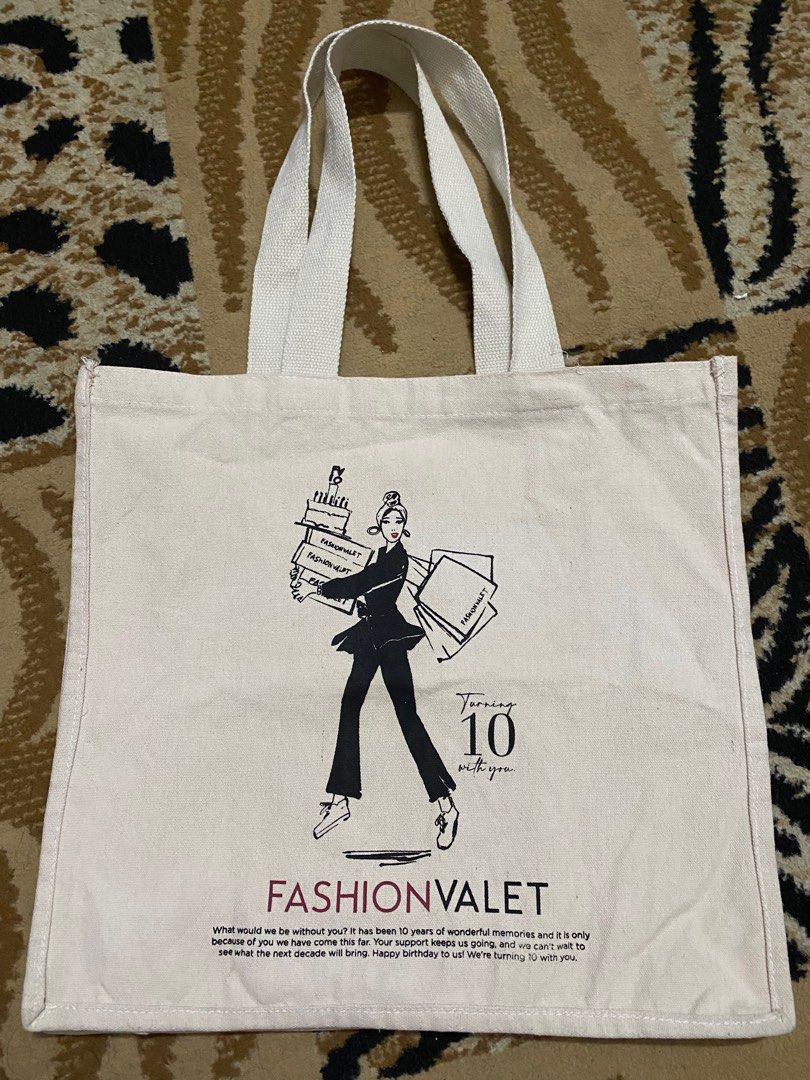 FASHIONVALET
FASHIONVALET
FASHIONVALET
Turning
10
with you.
FASHIONVALET
What would we be without you? It has been 10 years of wonderful memories and it is only
because of you we have come this far. Your support keeps us going, and we can't wait to
see what the next decade will bring. Happy birthday to us! We're turning 10 with you.